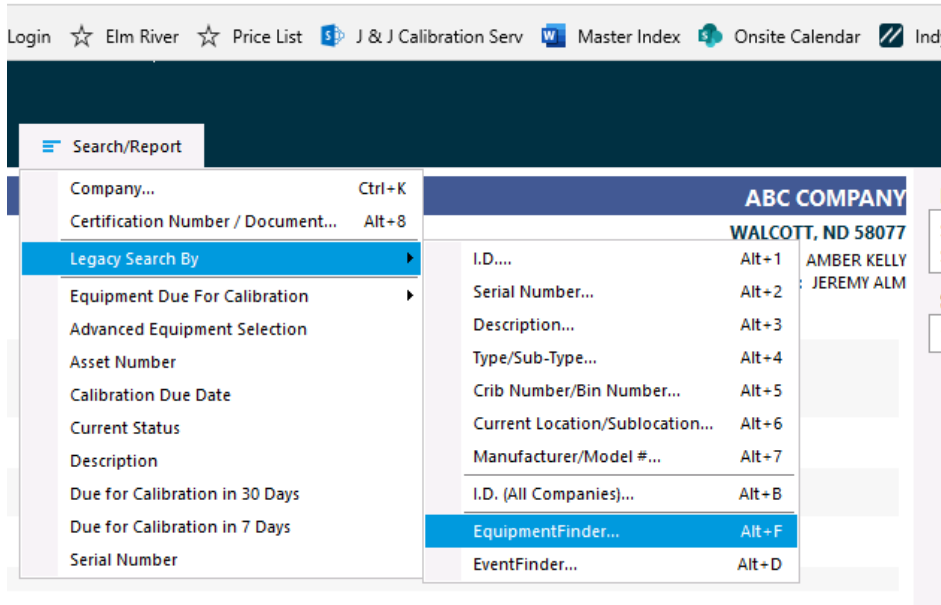 Login Elm River Price List J & J Calibration Serv Master Index Onsite Calendar Ind
Search/Report
Company... Ctrl+K
Certification Number / Document... Alt+8
Legacy Search By
Equipment Due For Calibration
Advanced Equipment Selection
Asset Number
Calibration Due Date
Current Status
Description
Due for Calibration in 30 Days
Due for Calibration in 7 Days
Serial Number
ABC COMPANY
WALCOTT, ND 58077
AMBER KELLY
: JEREMY ALM
I.D.... Alt+1
Serial Number... Alt+2
Description... Alt+3
Type/Sub-Type... Alt+4
Crib Number/Bin Number... Alt+5
Current Location/Sublocation... Alt+6
Manufacturer/Model #... Alt+7
I.D. (All Companies)... Alt+B
EquipmentFinder... Alt+F
EventFinder... Alt+D